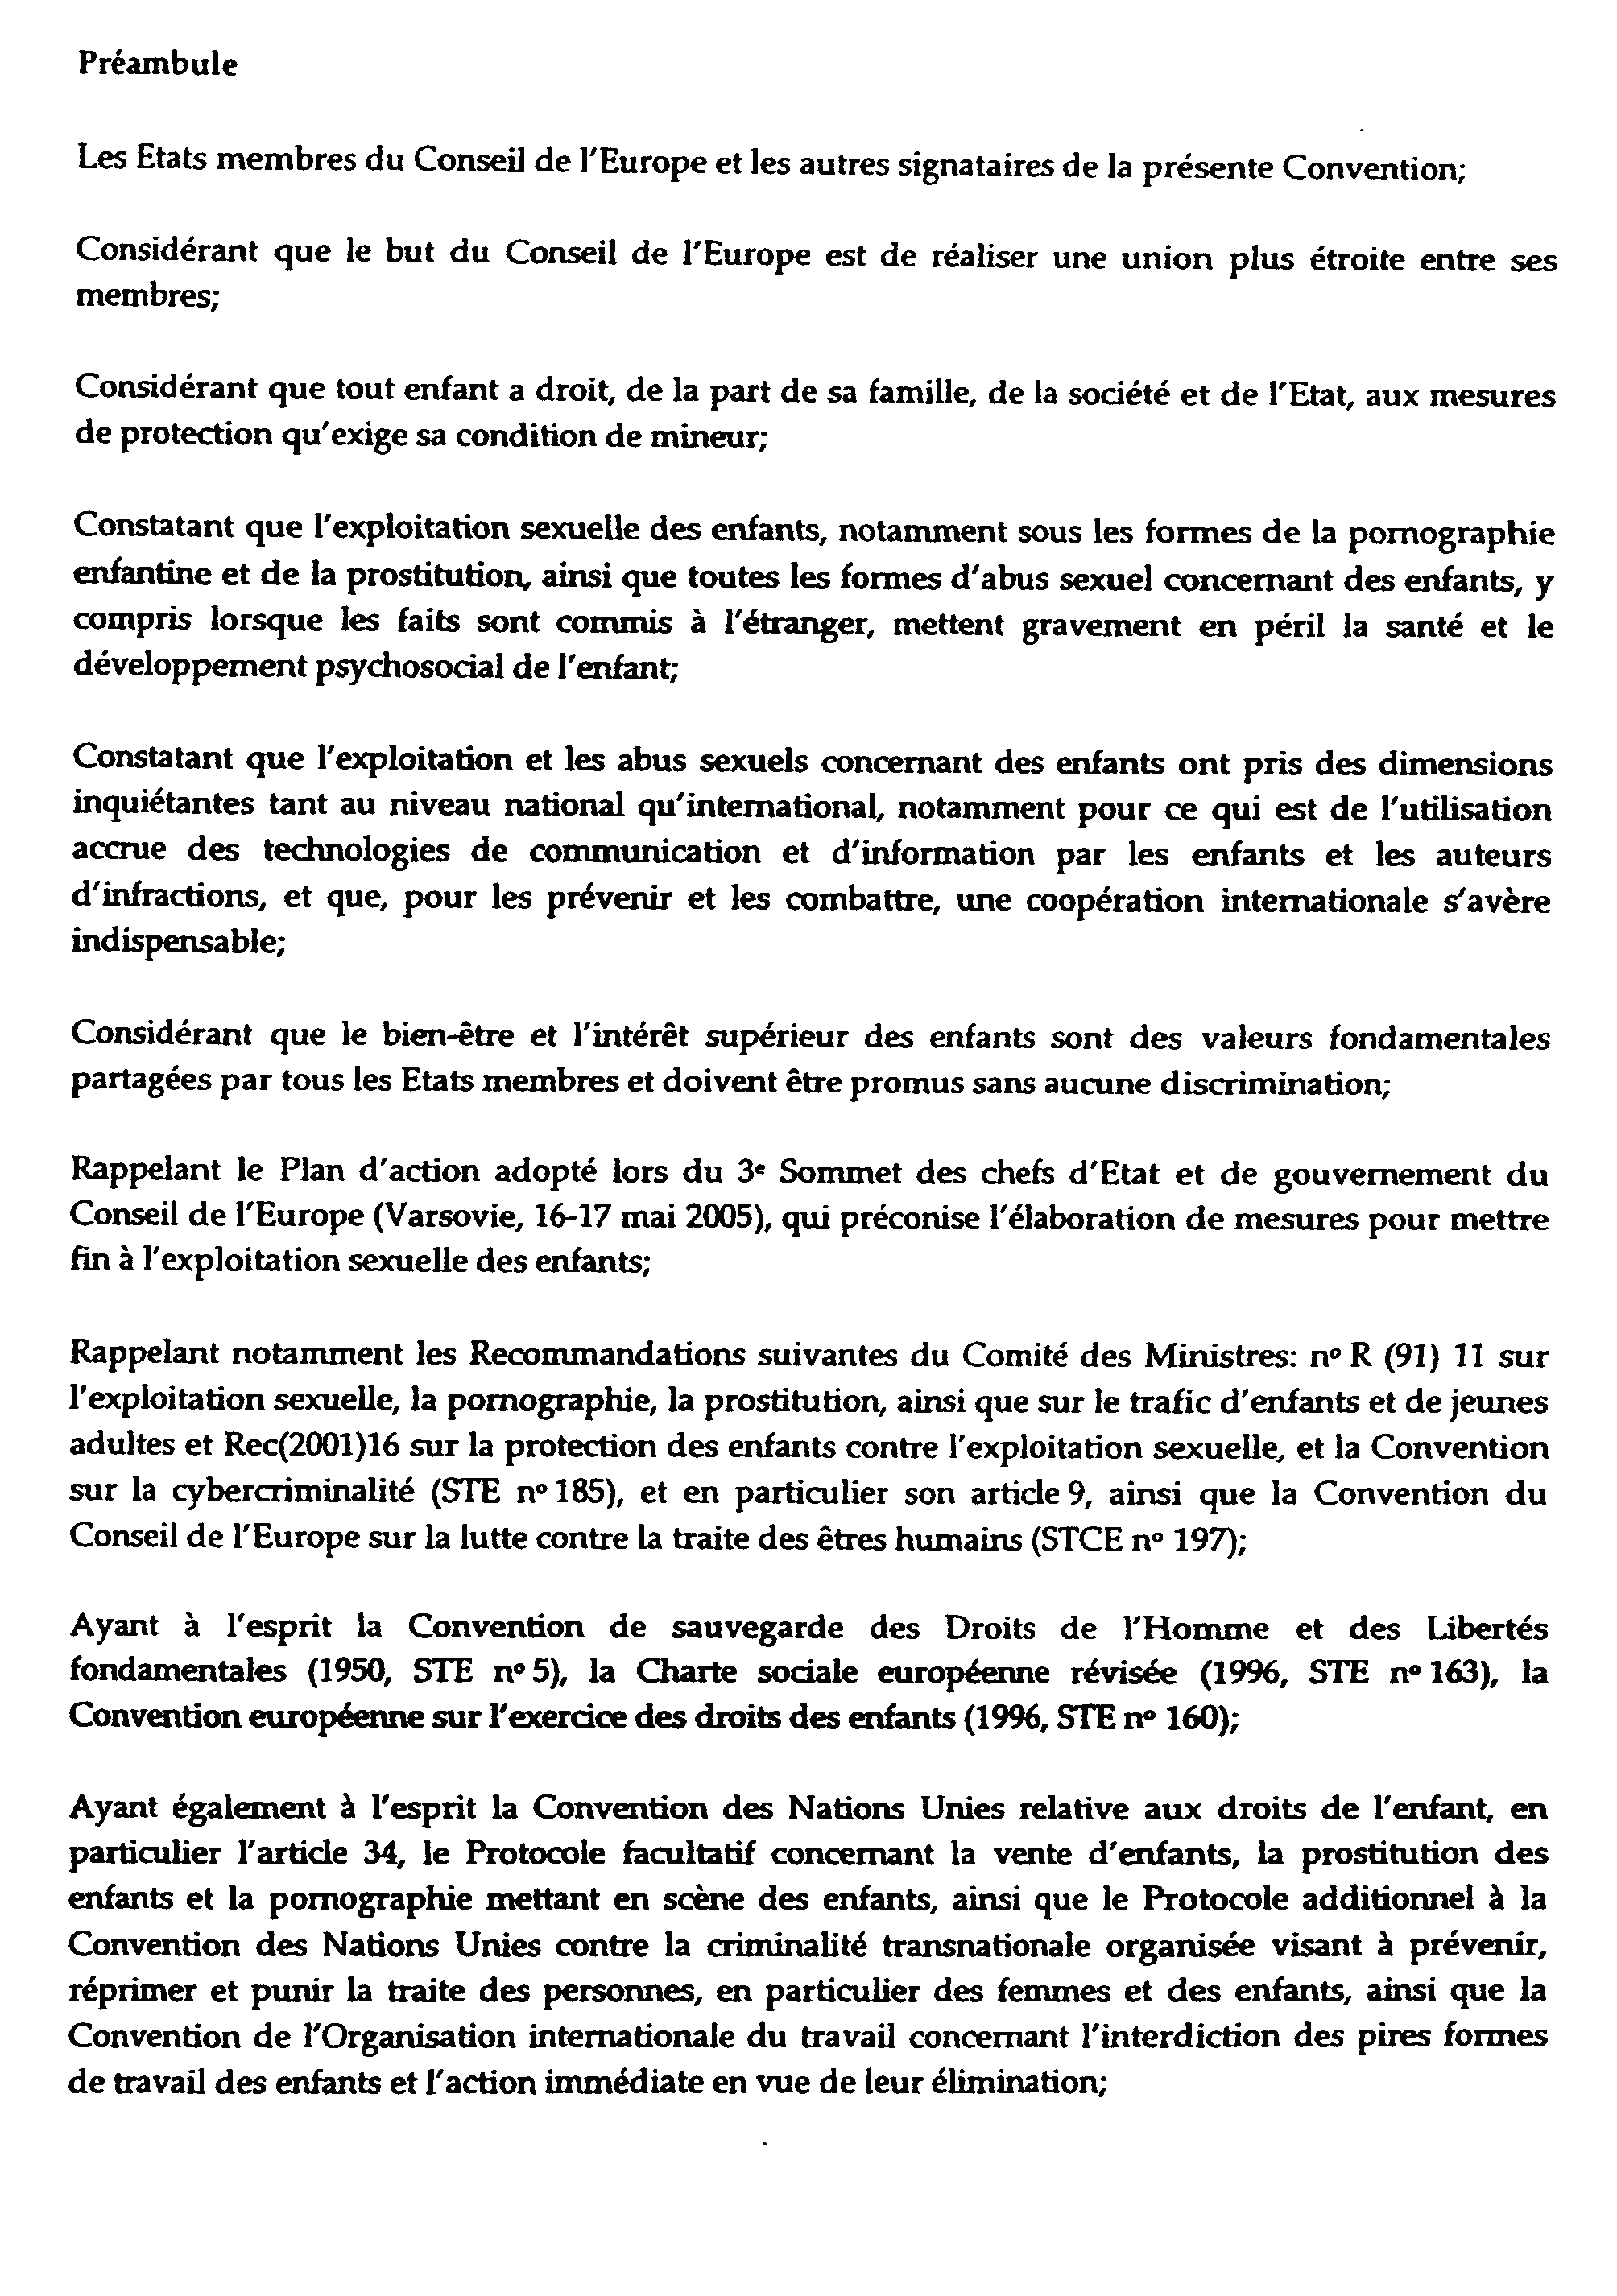 Préambule
Les Etats membres du Conseil de l'Europe et les autres signataires de la présente Convention;
Considérant que le but du Conseil de l'Europe est de réaliser une union plus étroite entre ses
membres;
Considérant que tout enfant a droit, de la part de sa famille, de la société et de l'Etat, aux mesures
de protection qu'exige sa condition de mineur;
Constatant que l'exploitation sexuelle des enfants, notamment sous les formes de la pornographie
enfantine et de la prostitution, ainsi que toutes les formes d'abus sexuel concernant des enfants, y
compris lorsque les faits sont commis à l'étranger, mettent gravement en péril la santé et le
développement psychosocial de l'enfant;
Constatant que l'exploitation et les abus sexuels concernant des enfants ont pris des dimensions
inquiétantes tant au niveau national qu'international, notamment pour ce qui est de l'utilisation
accrue des technologies de communication et d'information par les enfants et les auteurs
d'infractions, et que, pour les prévenir et les combattre, une coopération internationale s'avère
indispensable;
Considérant que le bien-être et l'intérêt supérieur des enfants sont des valeurs fondamentales
partagées par tous les Etats membres et doivent être promus sans aucune discrimination;
Rappelant le Plan d'action adopté lors du 3e Sommet des chefs d'Etat et de gouvernement du
Conseil de l'Europe (Varsovie, 16-17 mai 2005), qui préconise l'élaboration de mesures pour mettre
fin à l'exploitation sexuelle des enfants;
Rappelant notamment les Recommandations suivantes du Comité des Ministres: nº R (91) 11 sur
l'exploitation sexuelle, la pornographie, la prostitution, ainsi que sur le trafic d'enfants et de jeunes
adultes et Rec(2001)16 sur la protection des enfants contre l'exploitation sexuelle, et la Convention
sur la cybercriminalité (STE nº 185), et en particulier son article 9, ainsi que la Convention du
Conseil de l'Europe sur la lutte contre la traite des êtres humains (STCE nº 197);
Ayant à l'esprit la Convention de sauvegarde des Droits de l'Homme et des Libertés
fondamentales (1950, STE nº 5), la Charte sociale européenne révisée (1996, STE nº 163), la
Convention européenne sur l'exercice des droits des enfants (1996, STE nº 160);
Ayant également à l'esprit la Convention des Nations Unies relative aux droits de l'enfant, en
particulier l'article 34, le Protocole facultatif concernant la vente d'enfants, la prostitution des
enfants et la pornographie mettant en scène des enfants, ainsi que le Protocole additionnel à la
Convention des Nations Unies contre la criminalité transnationale organisée visant à prévenir,
réprimer et punir la traite des personnes, en particulier des femmes et des enfants, ainsi que la
Convention de l'Organisation internationale du travail concernant l'interdiction des pires formes
de travail des enfants et l'action immédiate en vue de leur élimination;